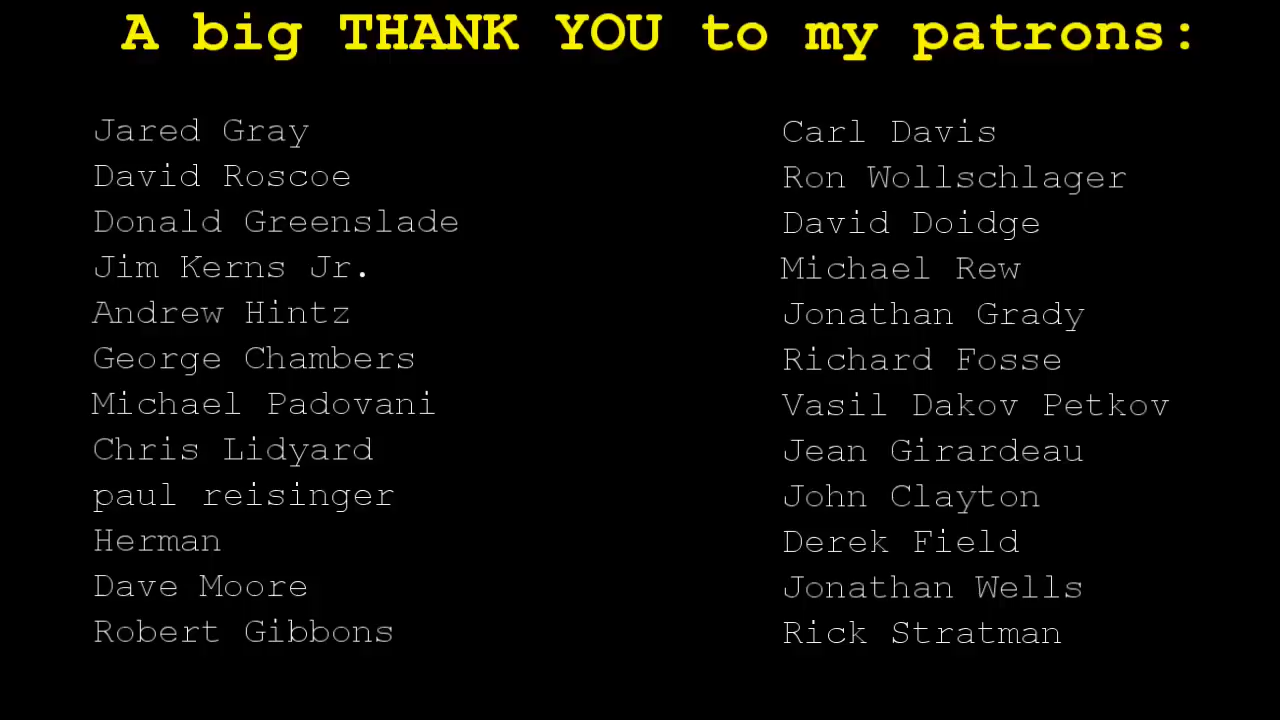 A big THANK YOU to my patrons:
Jared Gray
David Roscoe
Donald Greenslade
Jim Kerns Jr.
Andrew Hintz
George Chambers
Michael Padovani
Chris Lidyard
paul reisinger
Herman
Dave Moore
Robert Gibbons
Carl Davis
Ron Wollschlager
David Doidge
Michael Rew
Jonathan Grady
Richard Fosse
Vasil Dakov Petkov
Jean Girardeau
John Clayton
Derek Field
Jonathan Wells
Rick Stratman